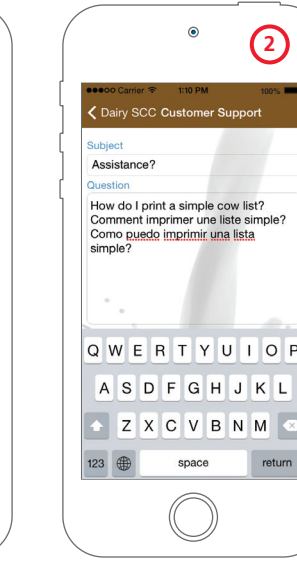 2
Carrier 1:10 PM 100%
Dairy SCC Customer Support
Subject
Assistance?
Question
How do I print a simple cow list?
Comment imprimer une liste simple?
Como puedo imprimir una lista
simple?
Q W E R T Y U I O P
A S D F G H J K L
Z X C V B N M
123 space return